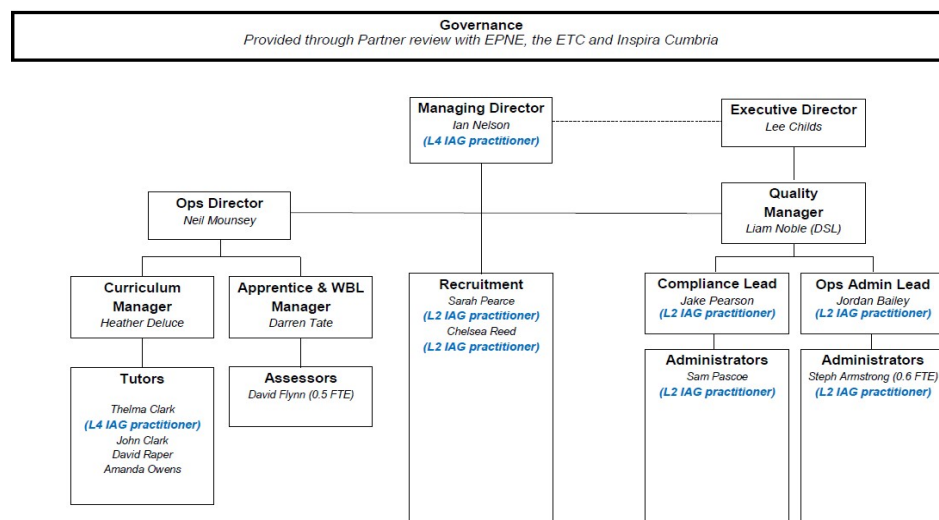 Governance
Provided through Partner review with EPNE, the ETC and Inspira Cumbria
Managing Director
Ian Nelson
(L4 IAG practitioner)
Executive Director
Lee Childs
Ops Director
Neil Mounsey
Quality
Manager
Liam Noble (DSL)
Curriculum
Manager
Heather Deluce
Apprentice & WBL
Manager
Darren Tate
Recruitment
Sarah Pearce
(L2 IAG practitioner)
Chelsea Reed
(L2 IAG practitioner)
Compliance Lead
Jake Pearson
(L2 IAG practitioner)
Ops Admin Lead
Jordan Bailey
(L2 IAG practitioner)
Tutors
Thelma Clark
(L4 IAG practitioner)
John Clark
David Raper
Amanda Owens
Assessors
David Flynn (0.5 FTE)
Administrators
Sam Pascoe
(L2 IAG practitioner)
Administrators
Steph Armstrong (0.6 FTE)
(L2 IAG practitioner)